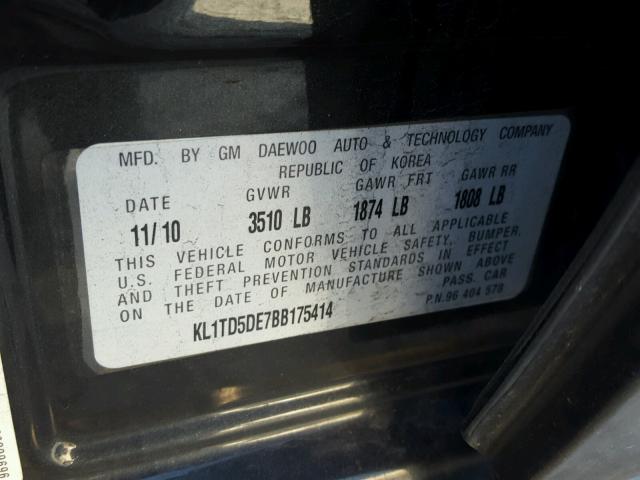 MFD. BY GM DAEWOO AUTO & TECHNOLOGY COMPANY
REPUBLIC OF KOREA
DATE GVWR GAWR FRT GAWR RR
11/10 3510 LB 1874 LB 1808 LB
THIS VEHICLE CONFORMS TO ALL APPLICABLE
U.S. FEDERAL MOTOR VEHICLE SAFETY, BUMPER,
AND THEFT PREVENTION STANDARDS IN EFFECT
ON THE DATE OF MANUFACTURE SHOWN ABOVE
PASS. CAR
KL1TD5DE7BB175414
P.N.96 404 578